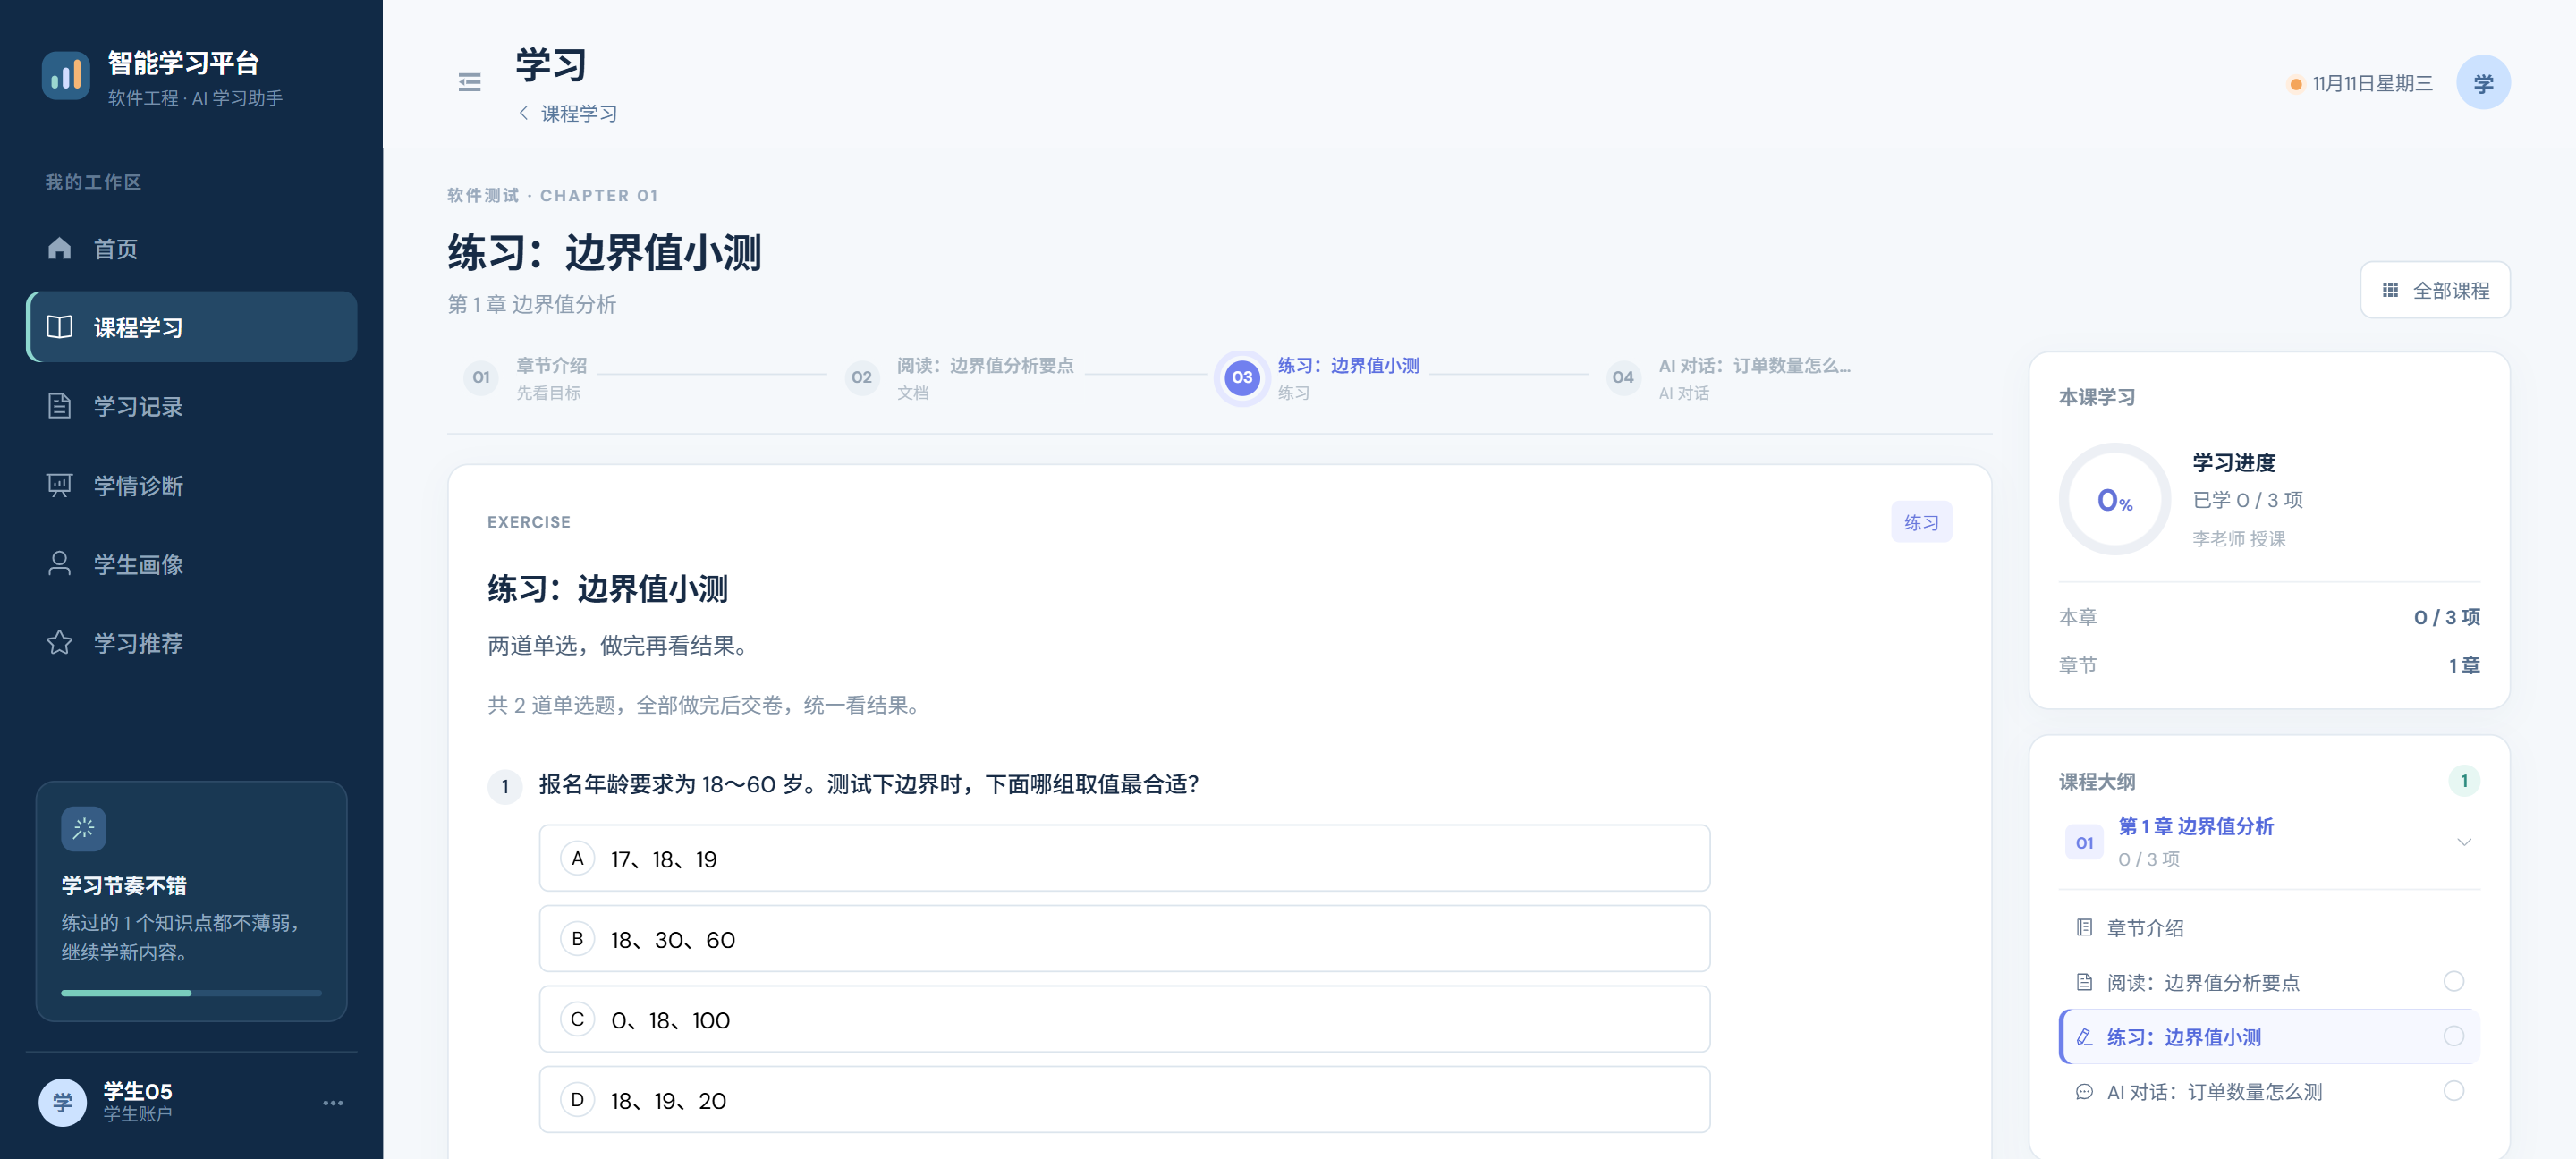 智能学习平台
软件工程 · AI 学习助手
我的工作区
首页
课程学习
学习记录
学情诊断
学生画像
学习推荐
学习节奏不错
练过的 1 个知识点都不薄弱，
继续学新内容。
学
学生05
学生账户
学习
课程学习
11月11日星期三
学
软件测试 · CHAPTER 01
练习：边界值小测
第 1 章 边界值分析
全部课程
01
章节介绍
先看目标
02
阅读：边界值分析要点
文档
03
练习：边界值小测
练习
04
AI 对话：订单数量怎么...
AI 对话
EXERCISE
练习
练习：边界值小测
两道单选，做完再看结果。
共 2 道单选题，全部做完后交卷，统一看结果。
1 报名年龄要求为 18～60 岁。测试下边界时，下面哪组取值最合适？
A 17、18、19
B 18、30、60
C 0、18、100
D 18、19、20
本课学习
0%
学习进度
已学 0 / 3 项
李老师 授课
本章 0 / 3 项
章节 1 章
课程大纲 1
01
第 1 章 边界值分析
0 / 3 项
章节介绍
阅读：边界值分析要点
练习：边界值小测
AI 对话：订单数量怎么测